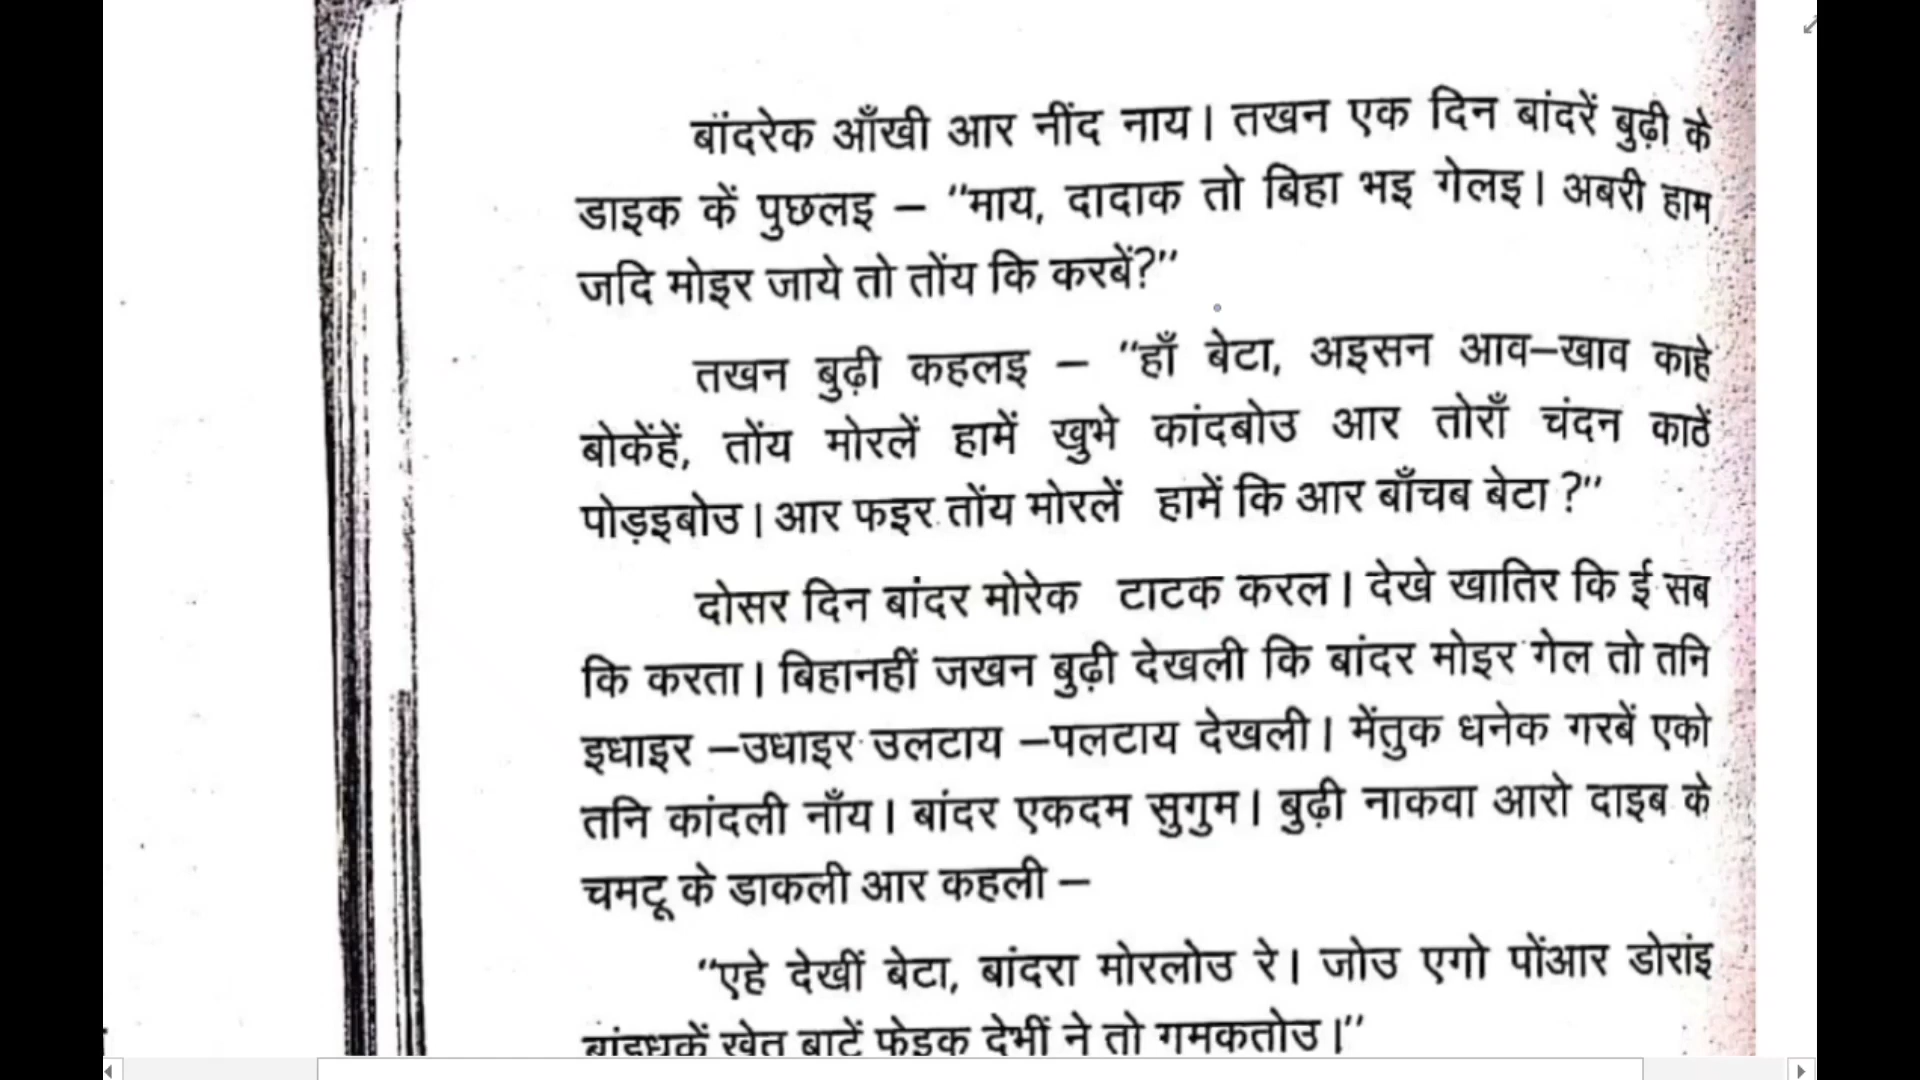 बांदरेक आँखी आर नींद नाय। तखन एक दिन बांदरें बुढ़ी के
डाइक कें पुछलइ – "माय, दादाक तो बिहा भइ गेलइ। अबरी हाम
जदि मोइर जाये तो तोंय कि करबें?"
तखन बुढ़ी कहलइ – "हाँ बेटा, अइसन आव–खाव काहे
बोकेंहें, तोंय मोरलें हामें खुभे कांदबोउ आर तोराँ चंदन काठें
पोड़इबोउ। आर फइर तोंय मोरलें हामें कि आर बाँचब बेटा ?"
दोसर दिन बांदर मोरेक टाटक करल। देखे खातिर कि ई सब
कि करता। बिहानहीं जखन बुढ़ी देखली कि बांदर मोइर गेल तो तनि
इधाइर –उधाइर उलटाय –पलटाय देखली। मेंतुक धनेक गरबें एको
तनि कांदली नाँय। बांदर एकदम सुगुम। बुढ़ी नाकवा आरो दाइब के
चमटू के डाकली आर कहली –
"एहे देखीं बेटा, बांदरा मोरलोउ रे। जोउ एगो पोंआर डोरांइ
बांइधकें खेत बाटें फेइक देभीं ने तो गमकतोउ।"